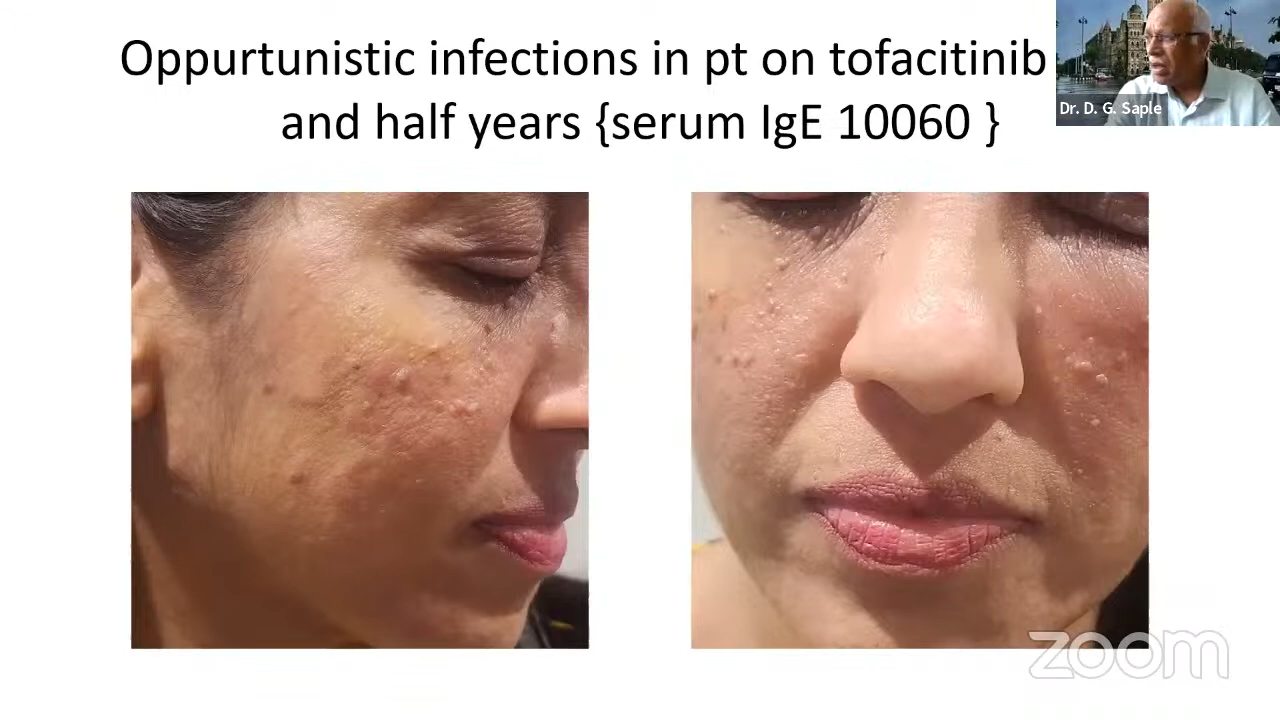 Oppurtunistic infections in pt on tofacitinib
and half years {serum IgE 10060 }
Dr. D. G. Saple
zoom